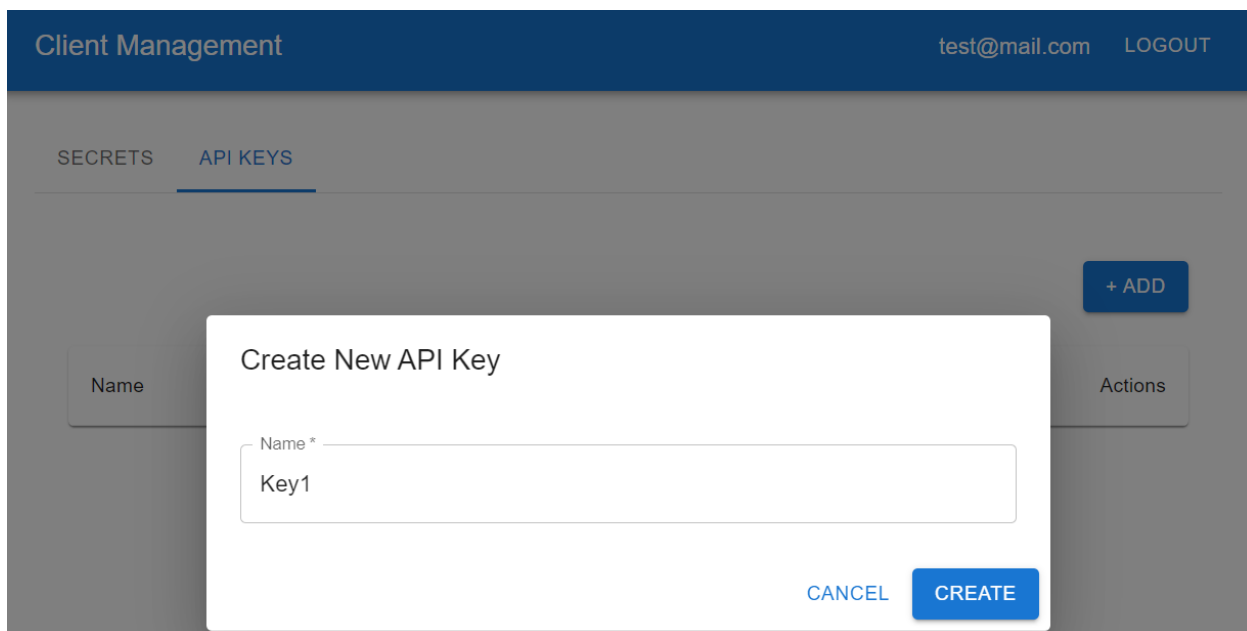 Client Management test@mail.com LOGOUT
SECRETS API KEYS
+ ADD
Create New API Key
Name Actions
Name *
Key1
CANCEL CREATE